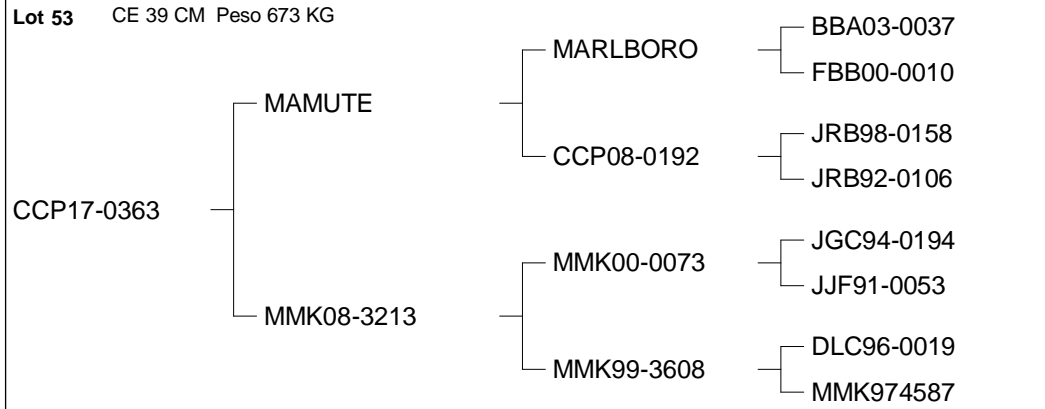 Lot 53 CE 39 CM Peso 673 KG
BBA03-0037
MARLBORO
FBB00-0010
MAMUTE
JRB98-0158
CCP08-0192
JRB92-0106
CCP17-0363
JGC94-0194
MMK00-0073
JJF91-0053
MMK08-3213
DLC96-0019
MMK99-3608
MMK974587